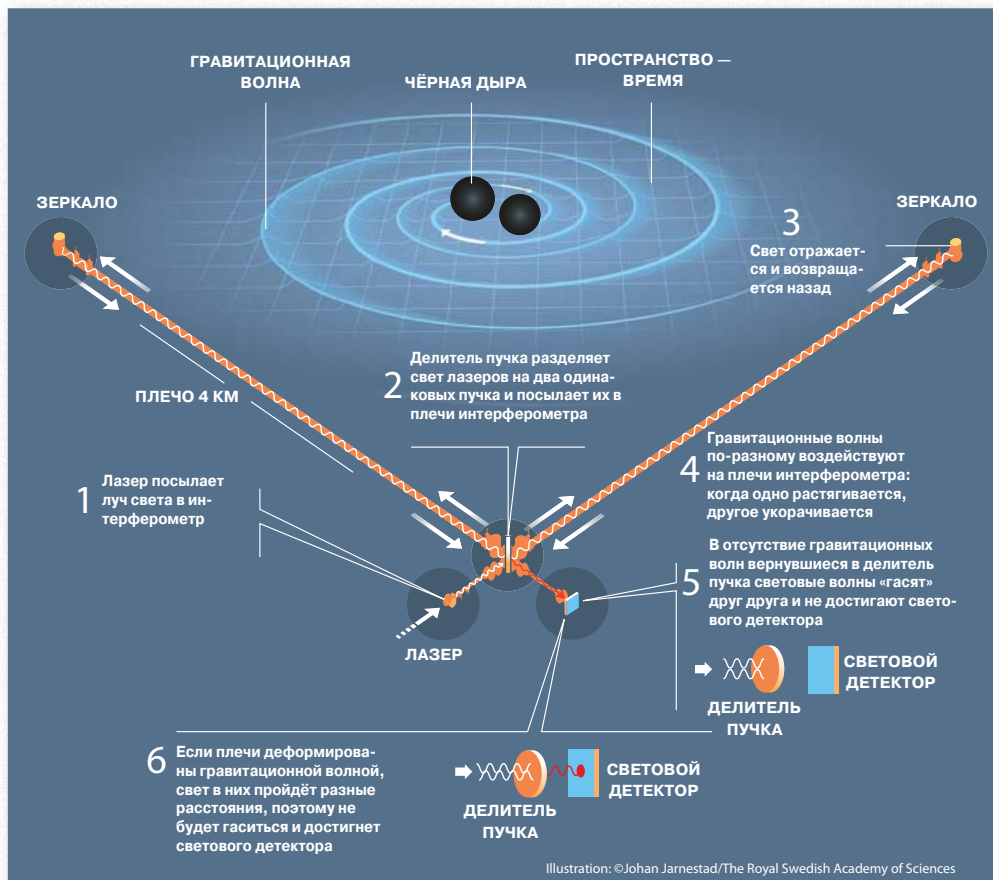 ГРАВИТАЦИОННАЯ
ВОЛНА
ЧЁРНАЯ ДЫРА
ПРОСТРАНСТВО —
ВРЕМЯ
ЗЕРКАЛО
ЗЕРКАЛО
3
Свет отражает-
ся и возвраща-
ется назад
2
Делитель пучка разделяет
свет лазеров на два одина-
ковых пучка и посылает их в
плечи интерферометра
ПЛЕЧО 4 КМ
1
Лазер посылает
луч света в ин-
терферометр
4
Гравитационные волны
по-разному воздействуют
на плечи интерферометра:
когда одно растягивается,
другое укорачивается
5
В отсутствие гравитационных
волн вернувшиеся в делитель
пучка световые волны «гасят»
друг друга и не достигают свето-
вого детектора
ЛАЗЕР
СВЕТОВОЙ
ДЕТЕКТОР
ДЕЛИТЕЛЬ
ПУЧКА
6
Если плечи деформирова-
ны гравитационной волной,
свет в них пройдёт разные
расстояния, поэтому не
будет гаситься и достигнет
светового детектора
СВЕТОВОЙ
ДЕТЕКТОР
ДЕЛИТЕЛЬ
ПУЧКА
Illustration: ©Johan Jarnestad/The Royal Swedish Academy of Sciences